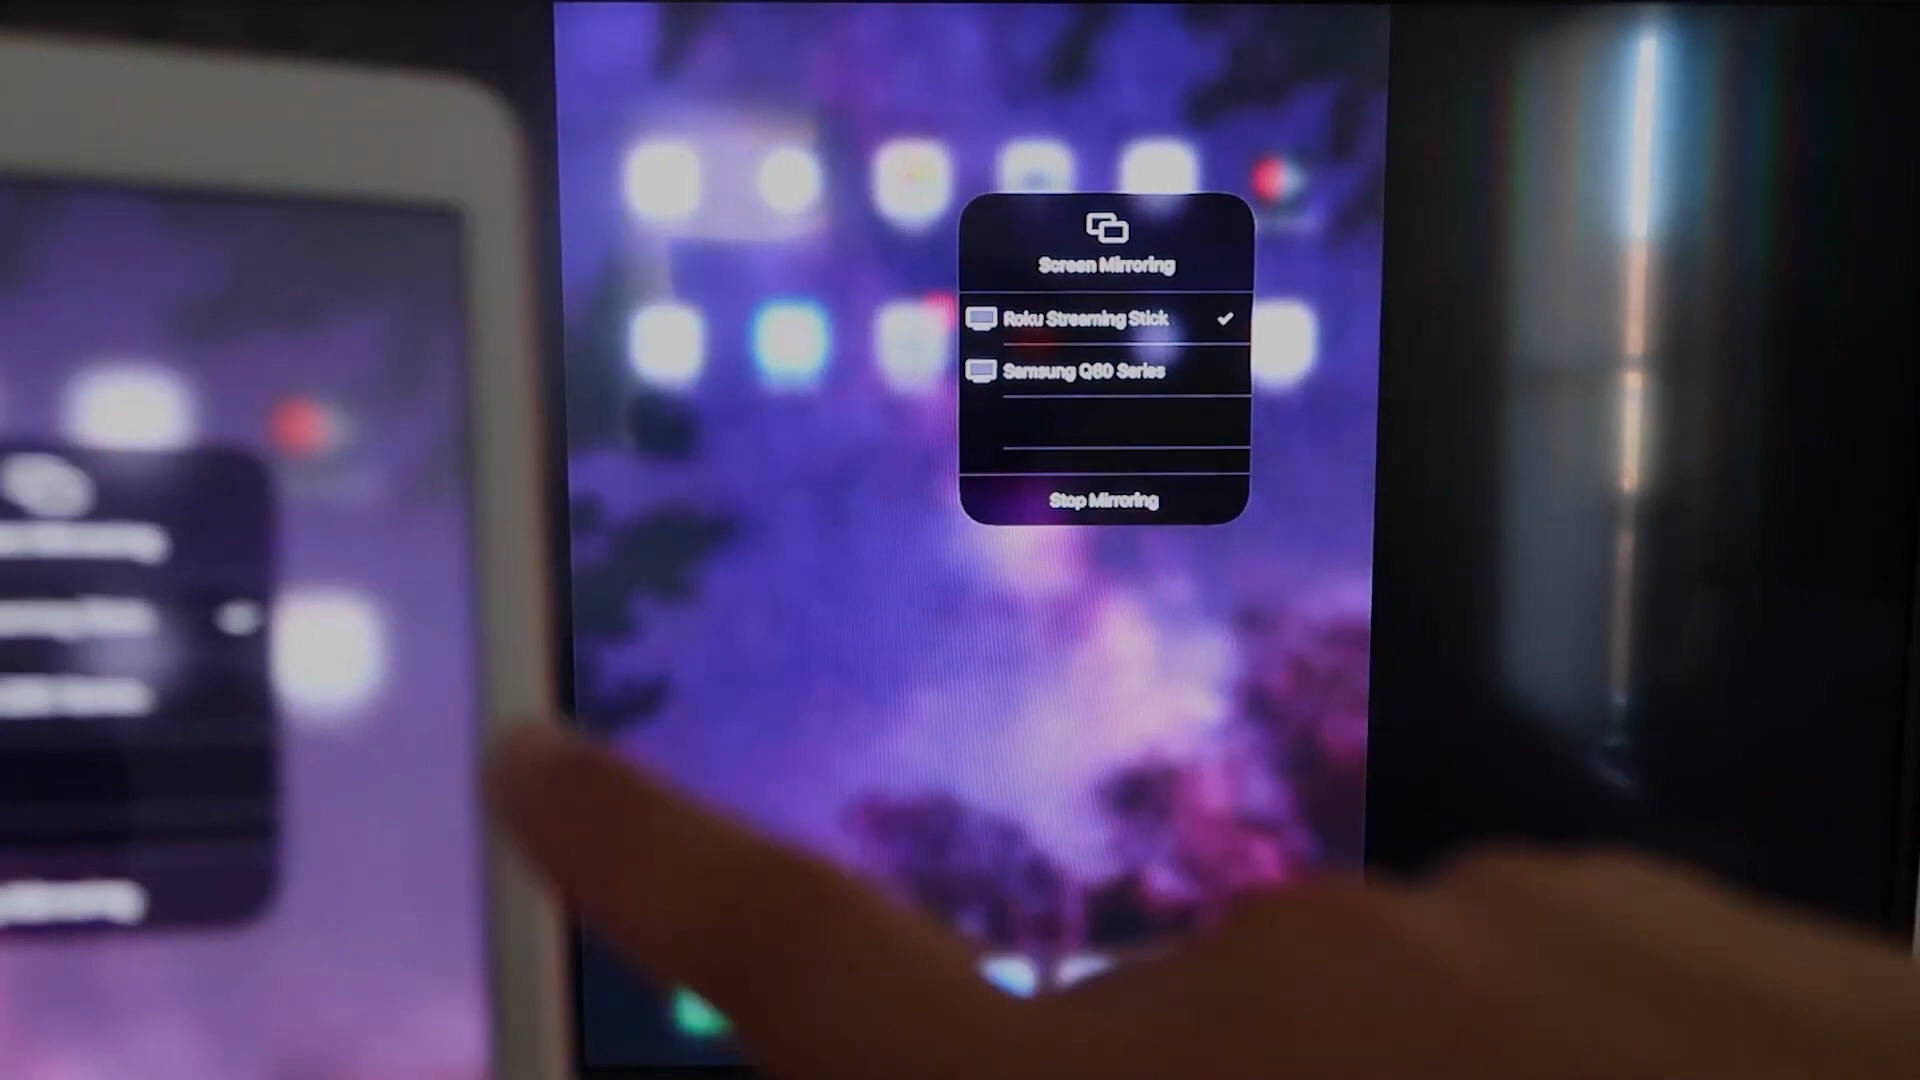 Screen Mirroring
Roku Streaming Stick
Samsung Q60 Series
Stop Mirroring